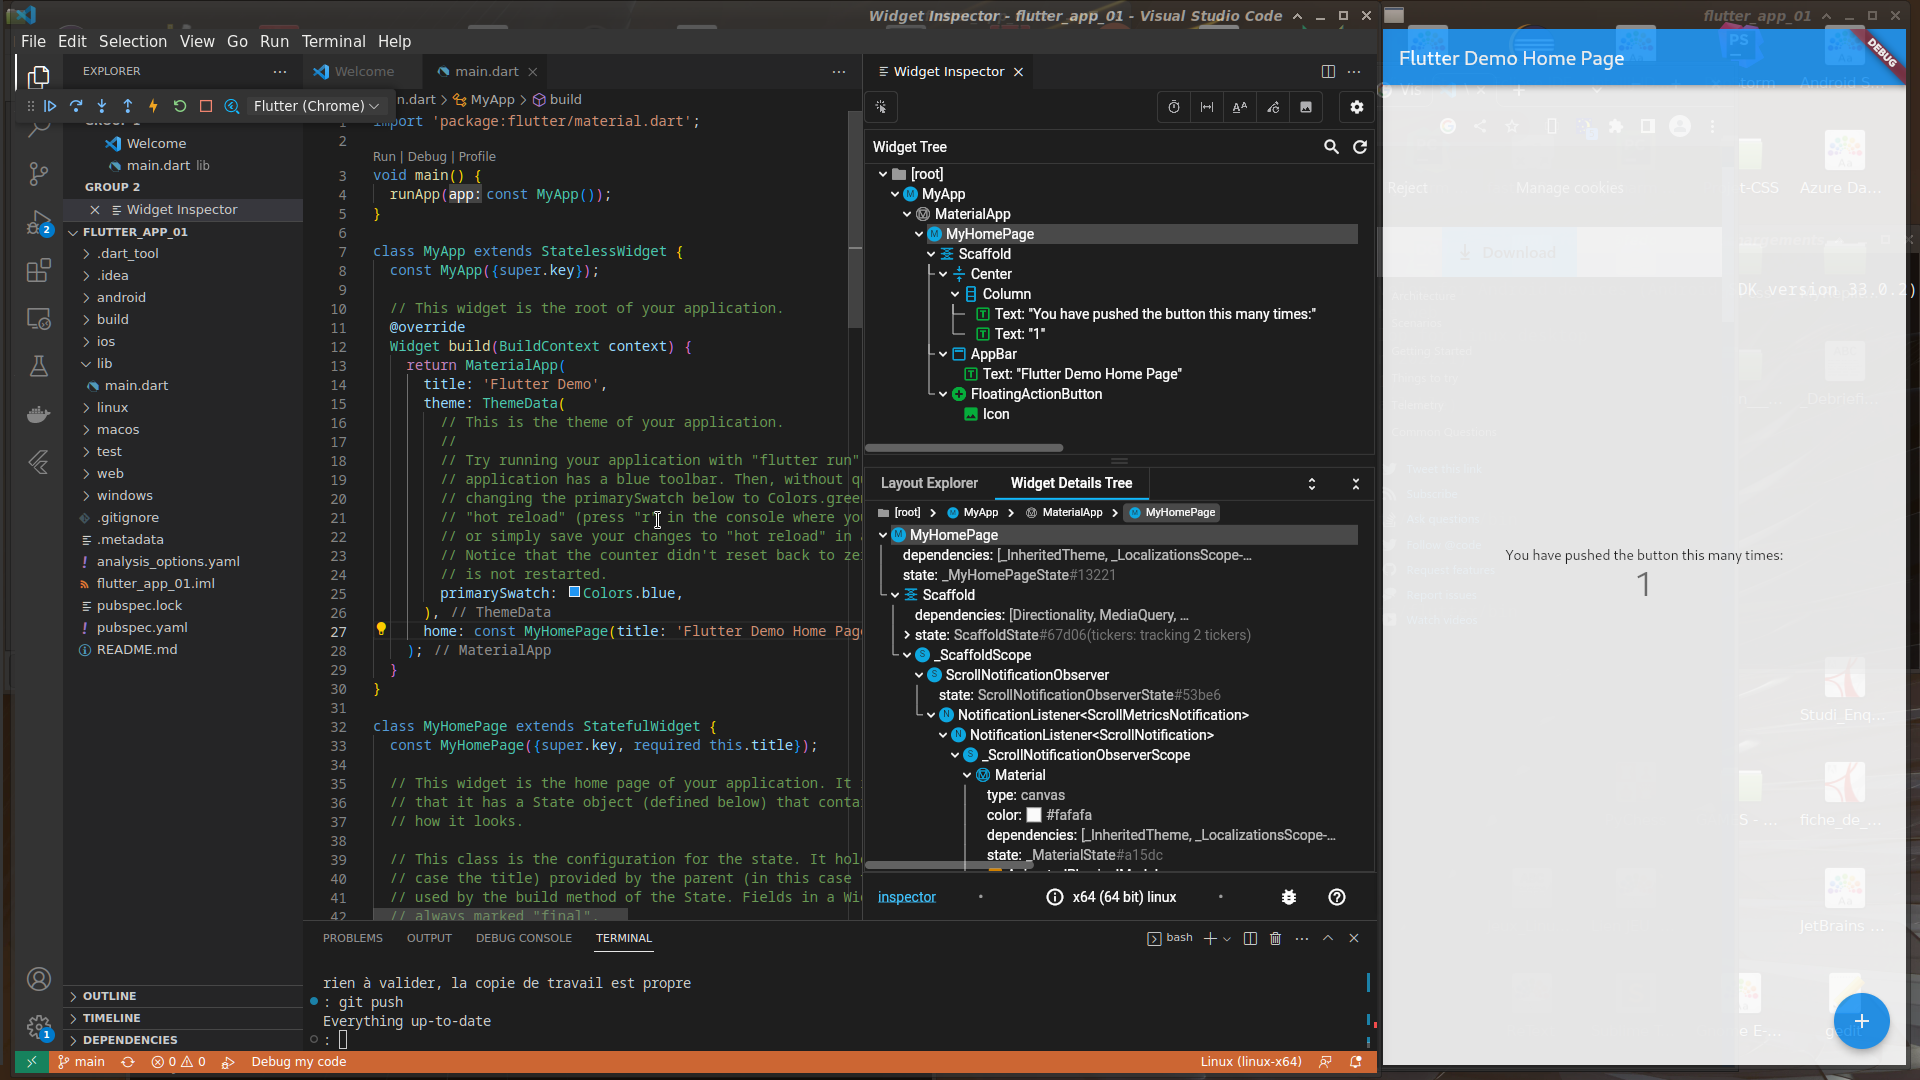 Widget Inspector - flutter_app_01 - Visual Studio Code
File Edit Selection View Go Run Terminal Help
EXPLORER
Flutter (Chrome)
Welcome
main.dart lib
GROUP 2
Widget Inspector
FLUTTER_APP_01
.dart_tool
.idea
android
build
ios
lib
main.dart
linux
macos
test
web
windows
.gitignore
.metadata
analysis_options.yaml
flutter_app_01.iml
pubspec.lock
pubspec.yaml
README.md
OUTLINE
TIMELINE
DEPENDENCIES
2
1
Welcome
main.dart
n.dart > MyApp > build
1 import 'package:flutter/material.dart';
2
Run | Debug | Profile
3 void main() {
4 runApp(app: const MyApp());
5 }
6
7 class MyApp extends StatelessWidget {
8 const MyApp({super.key});
9
10 // This widget is the root of your application.
11 @override
12 Widget build(BuildContext context) {
13 return MaterialApp(
14 title: 'Flutter Demo',
15 theme: ThemeData(
16 // This is the theme of your application.
17 //
18 // Try running your application with "flutter run"
19 // application has a blue toolbar. Then, without q
20 // changing the primarySwatch below to Colors.gree
21 // "hot reload" (press "r" in the console where yo
22 // or simply save your changes to "hot reload" in
23 // Notice that the counter didn't reset back to ze
24 // is not restarted.
25 primarySwatch: Colors.blue,
26 ), // ThemeData
27 home: const MyHomePage(title: 'Flutter Demo Home Pag
28 ); // MaterialApp
29 }
30 }
31
32 class MyHomePage extends StatefulWidget {
33 const MyHomePage({super.key, required this.title});
34
35 // This widget is the home page of your application. It
36 // that it has a State object (defined below) that conta
37 // how it looks.
38
39 // This class is the configuration for the state. It hol
40 // case the title) provided by the parent (in this case
41 // used by the build method of the State. Fields in a Wi
42 // always marked "final".
Widget Inspector
Widget Tree
[root]
MyApp
MaterialApp
MyHomePage
Scaffold
Center
Column
Text: "You have pushed the button this many times:"
Text: "1"
AppBar
Text: "Flutter Demo Home Page"
FloatingActionButton
Icon
Layout Explorer Widget Details Tree
[root] > MyApp > MaterialApp > MyHomePage
MyHomePage
dependencies: [_InheritedTheme, _LocalizationsScope-...
state: _MyHomePageState#13221
Scaffold
dependencies: [Directionality, MediaQuery, ...
state: ScaffoldState#67d06(tickers: tracking 2 tickers)
_ScaffoldScope
ScrollNotificationObserver
state: ScrollNotificationObserverState#53be6
NotificationListener<ScrollMetricsNotification>
NotificationListener<ScrollNotification>
_ScrollNotificationObserverScope
Material
type: canvas
color: #fafafa
dependencies: [_InheritedTheme, _LocalizationsScope-...
state: _MaterialState#a15dc
inspector • x64 (64 bit) linux •
PROBLEMS OUTPUT DEBUG CONSOLE TERMINAL
bash
rien à valider, la copie de travail est propre
: git push
Everything up-to-date
:
main 0 0 Debug my code
Linux (linux-x64)
flutter_app_01
Flutter Demo Home Page
DEBUG
PS
torm
Android S...
Reject
Manage cookies
t-CSS
Azure Da...
Download
DK version 33.0.2)
You have pushed the button this many times:
1
Studi_Enq...
S - ...
fiche_de_...
JetBrains ...
e E-...
+